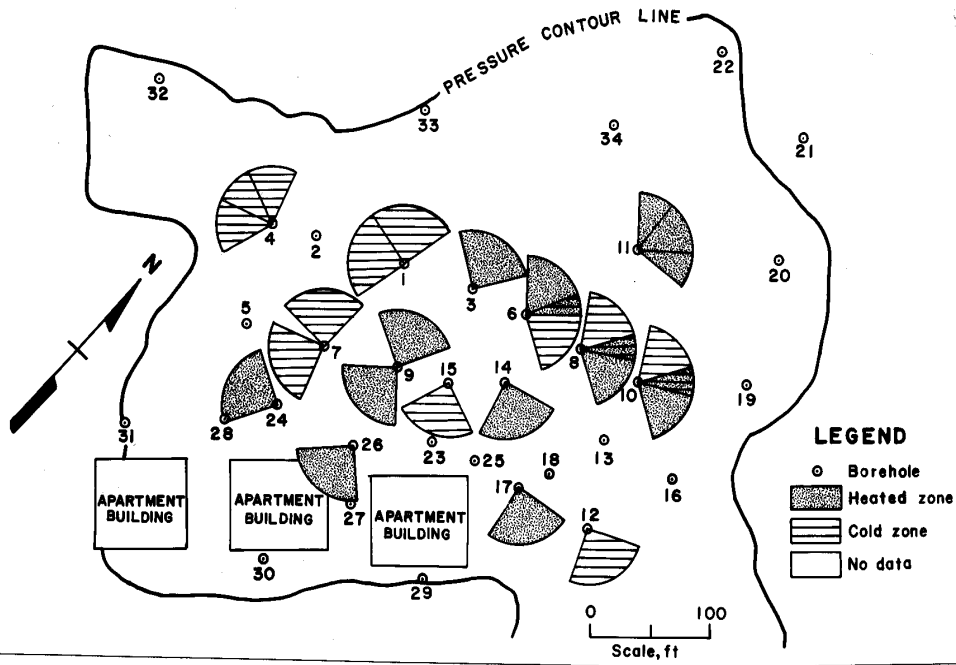 PRESSURE CONTOUR LINE
22
32
33
34
21
4
2
11
1
20
3
5
6
7
8
9
15
14
10
19
24
28
31
26
23
25
18
13
16
17
12
27
30
29
N
APARTMENT
BUILDING
APARTMENT
BUILDING
APARTMENT
BUILDING
LEGEND
Borehole
Heated zone
Cold zone
No data
0 100
Scale, ft